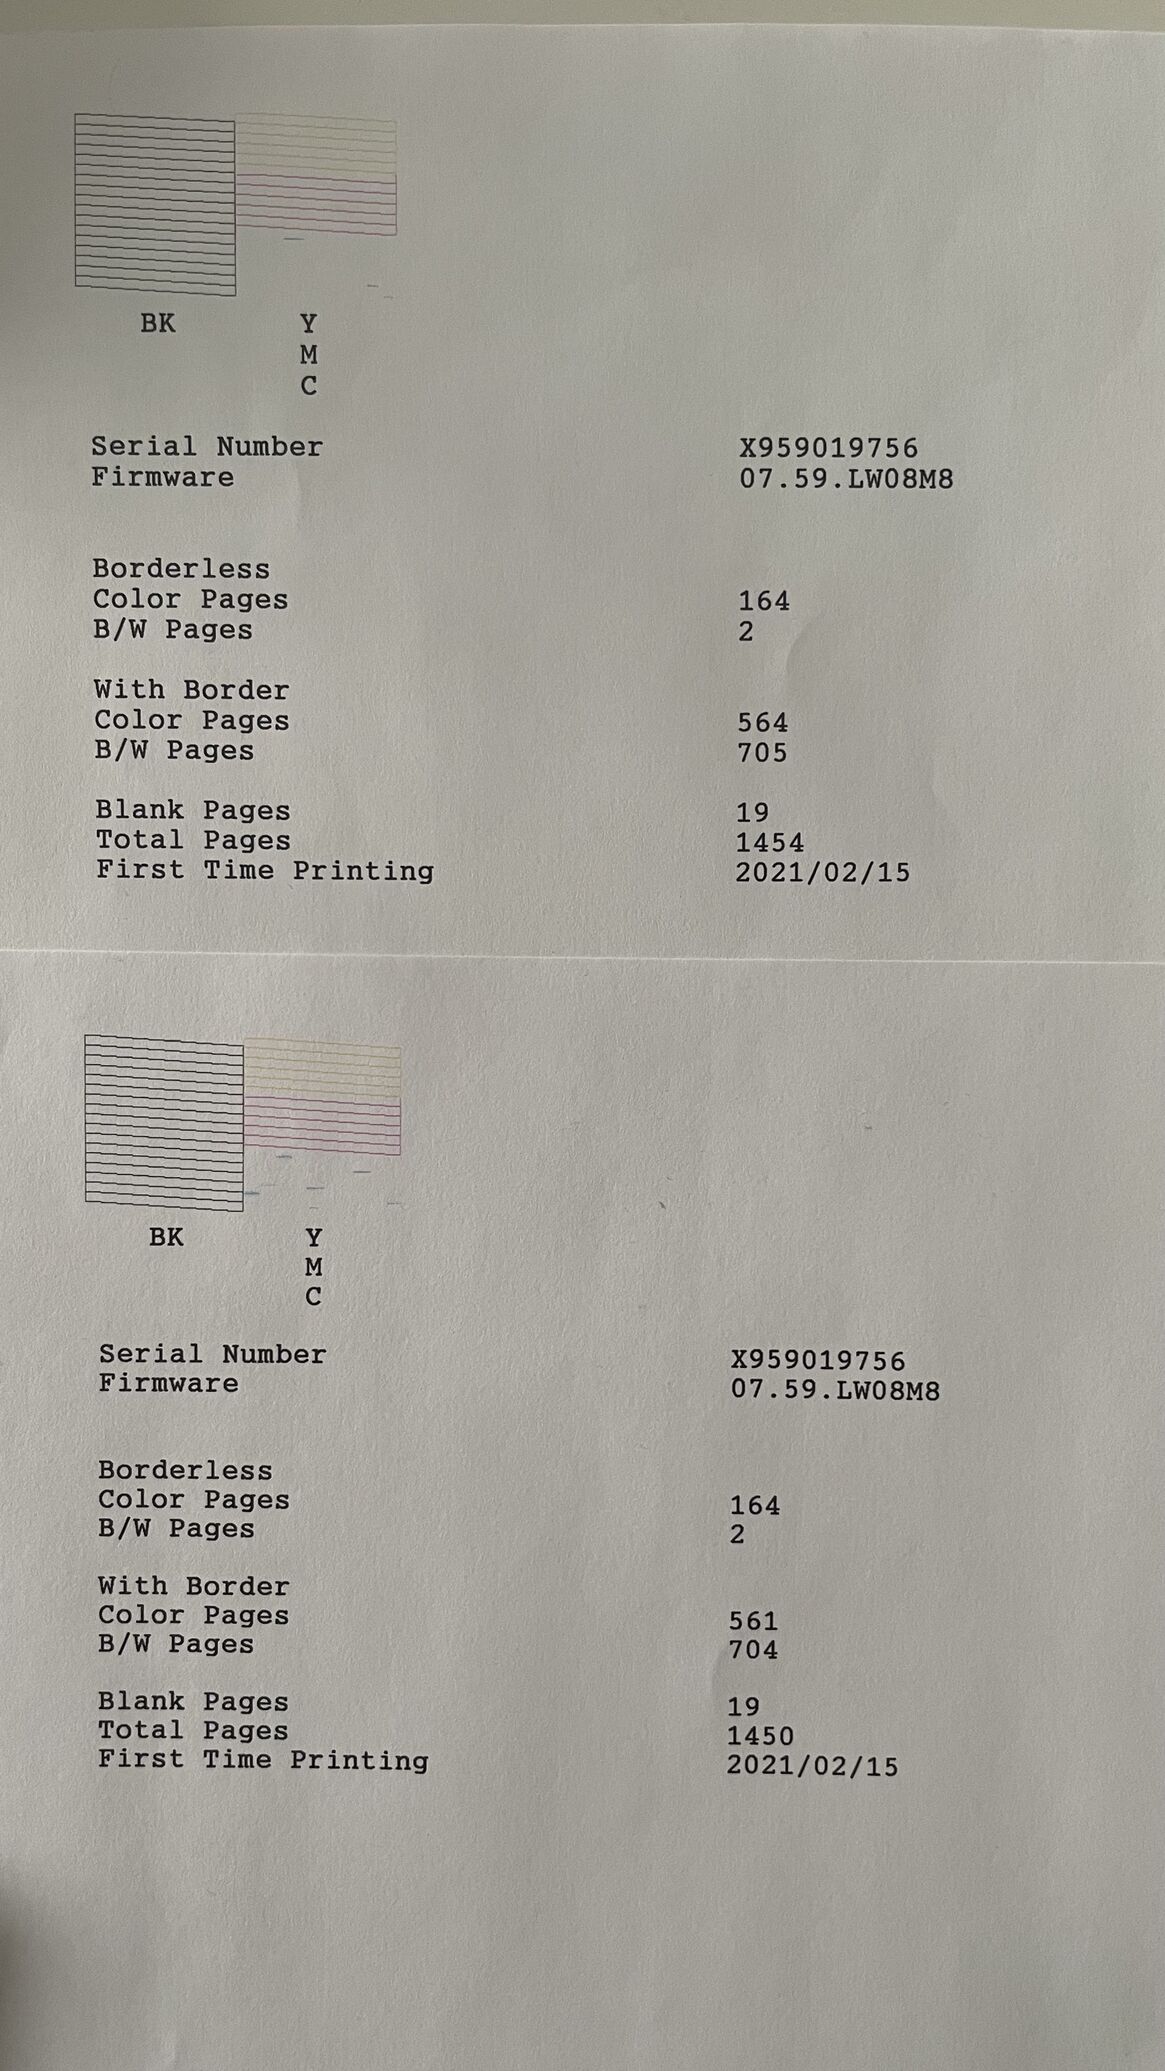 BK Y
M
C
Serial Number X959019756
Firmware 07.59.LW08M8
Borderless
Color Pages 164
B/W Pages 2
With Border
Color Pages 564
B/W Pages 705
Blank Pages 19
Total Pages 1454
First Time Printing 2021/02/15
BK Y
M
C
Serial Number X959019756
Firmware 07.59.LW08M8
Borderless
Color Pages 164
B/W Pages 2
With Border
Color Pages 561
B/W Pages 704
Blank Pages 19
Total Pages 1450
First Time Printing 2021/02/15